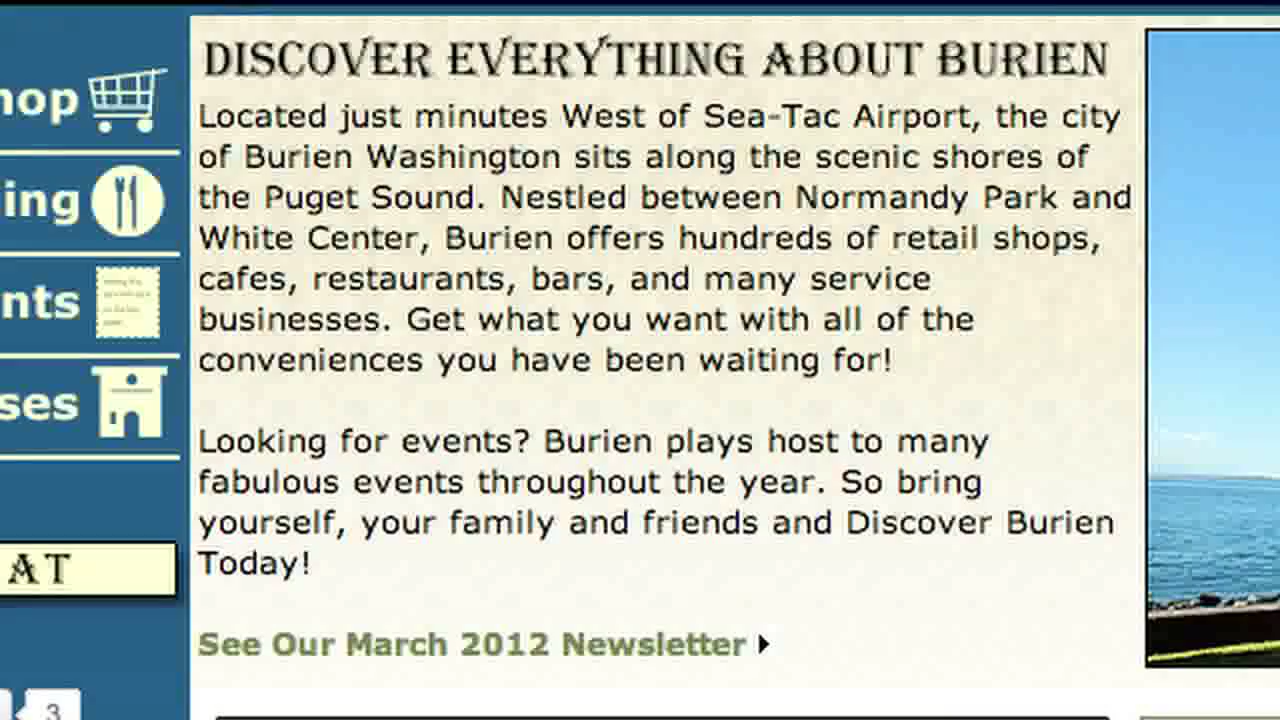 DISCOVER EVERYTHING ABOUT BURIEN
Located just minutes West of Sea-Tac Airport, the city
of Burien Washington sits along the scenic shores of
the Puget Sound. Nestled between Normandy Park and
White Center, Burien offers hundreds of retail shops,
cafes, restaurants, bars, and many service
businesses. Get what you want with all of the
conveniences you have been waiting for!
Looking for events? Burien plays host to many
fabulous events throughout the year. So bring
yourself, your family and friends and Discover Burien
Today!
See Our March 2012 Newsletter
hop
ing
nts
ses
AT
3